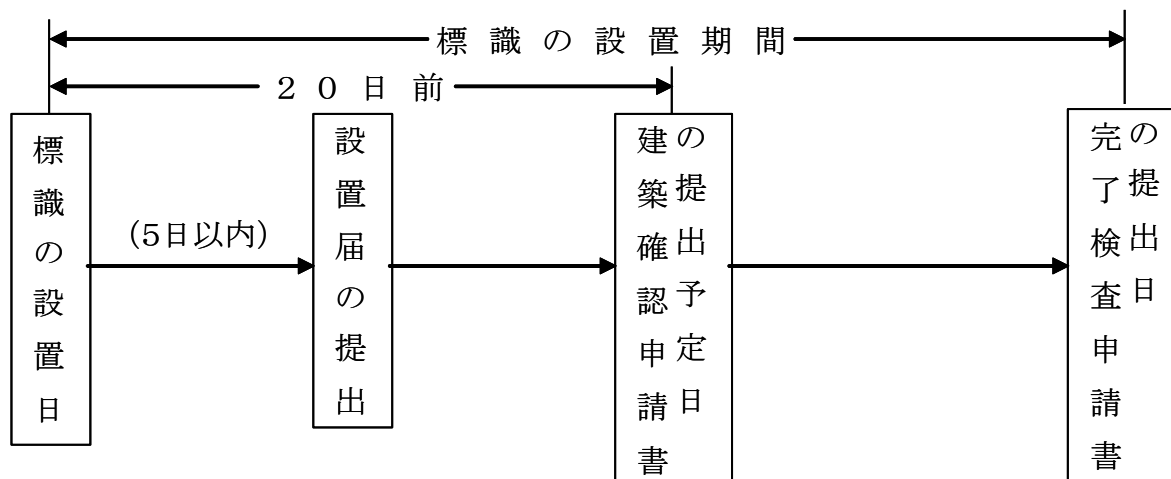 標識の設置期間
２０日前
標識の設置日
(5日以内)
設置届の提出
建築確認申請書
の提出予定日
完了検査申請書
の提出日